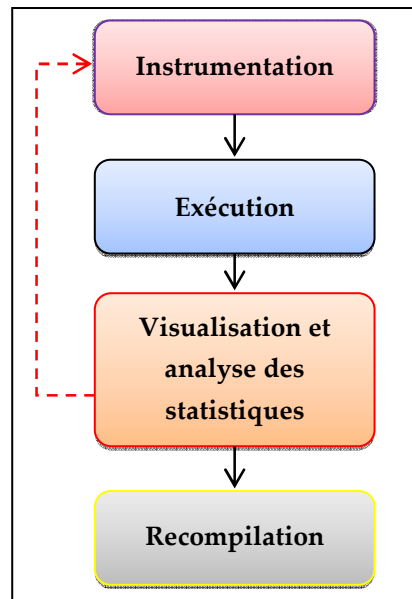 Instrumentation
Exécution
Visualisation et
analyse des
statistiques
Recompilation